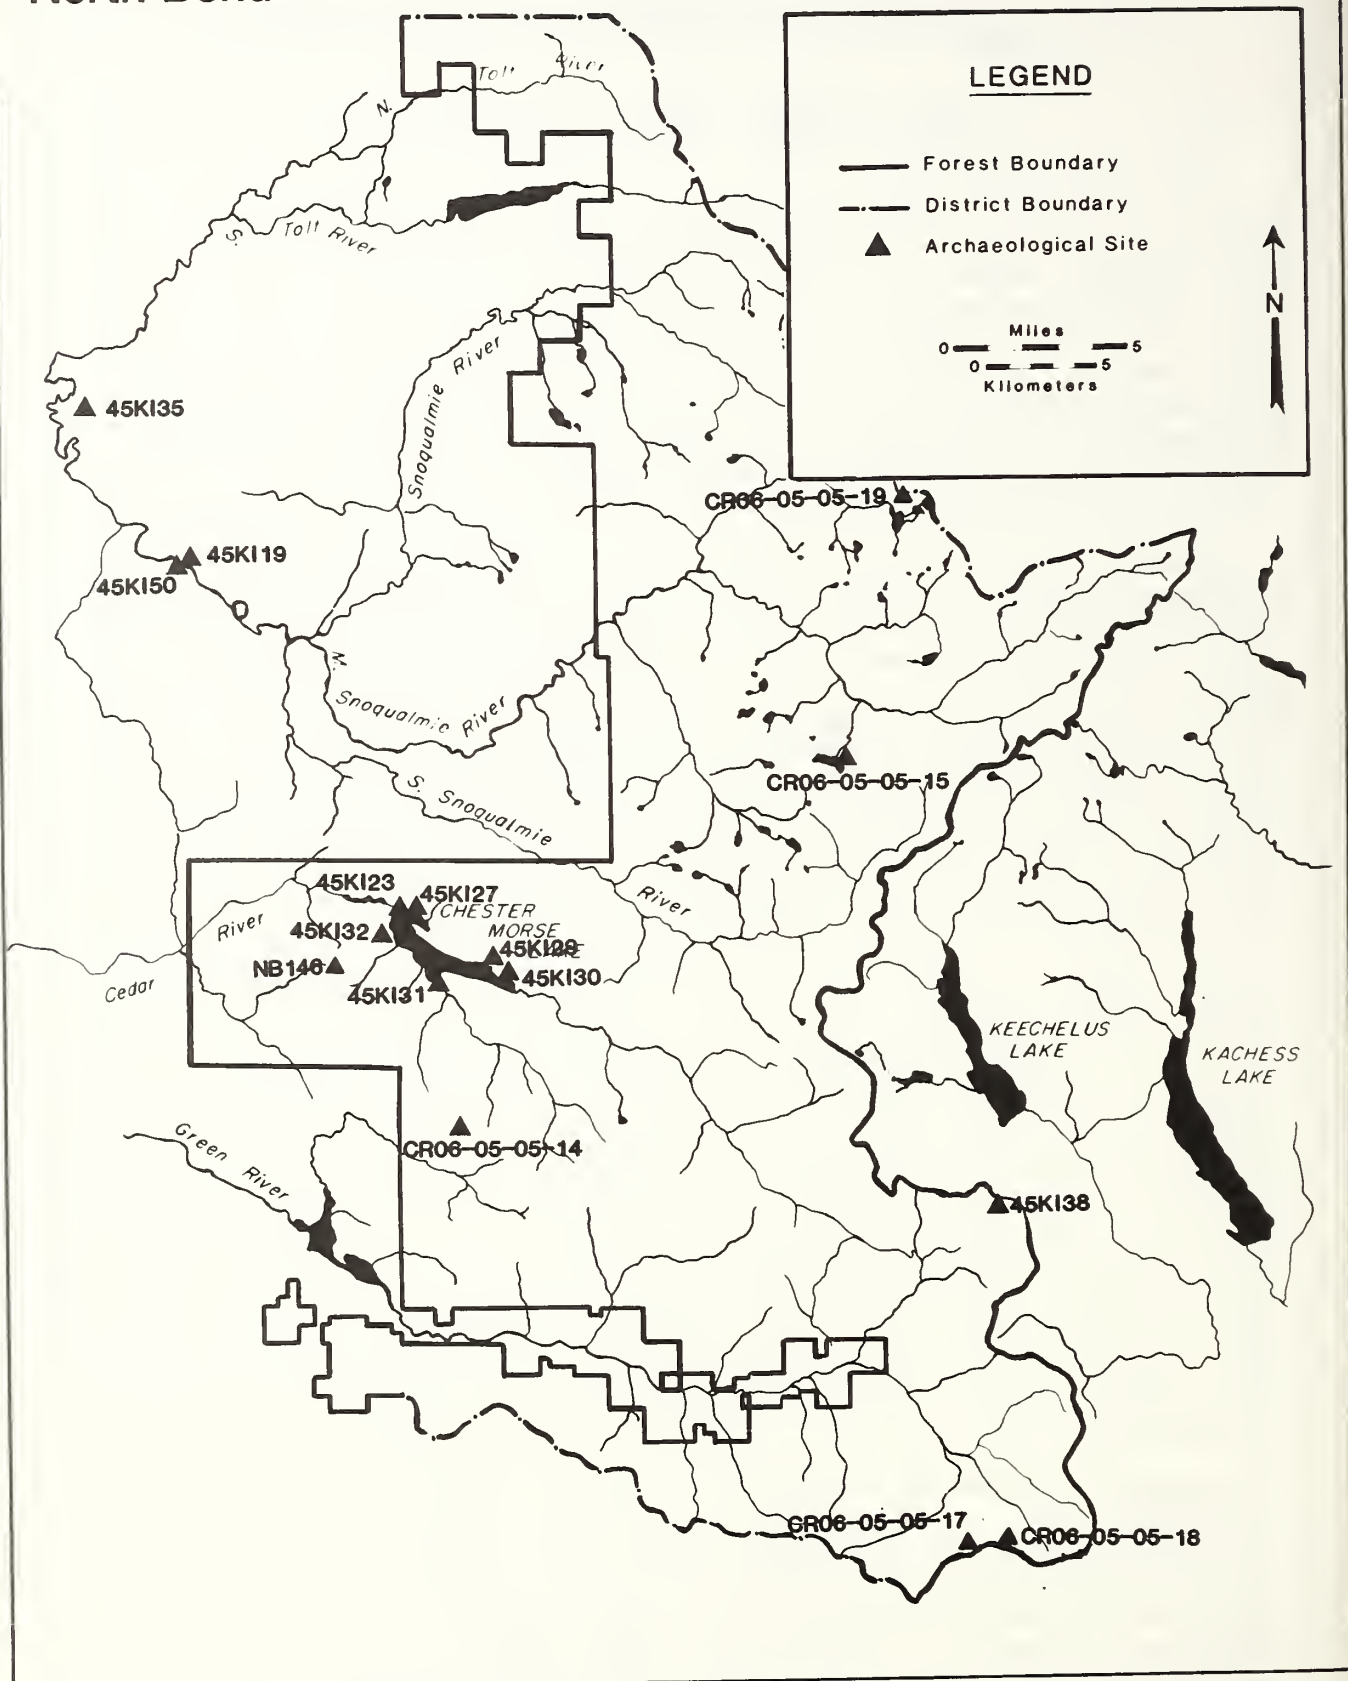 LEGEND
Forest Boundary
District Boundary
Archaeological Site
N
Miles
0 5
0 5
Kilometers
N. Tolt River
S. Tolt River
Snoqualmie River
45KI35
CR06-05-05-19
45KI19
45KI50
N.
Snoqualmie River
CR06-05-05-15
S. Snoqualmie
River
45KI23
45KI27
CHESTER
MORSE
River
45KI32
NB146
45KI30
45KI31
Cedar
KEECHELUS
LAKE
KACHESS
LAKE
Green River
CR06-05-05-14
45KI38
CR06-05-05-17
CR06-05-05-18